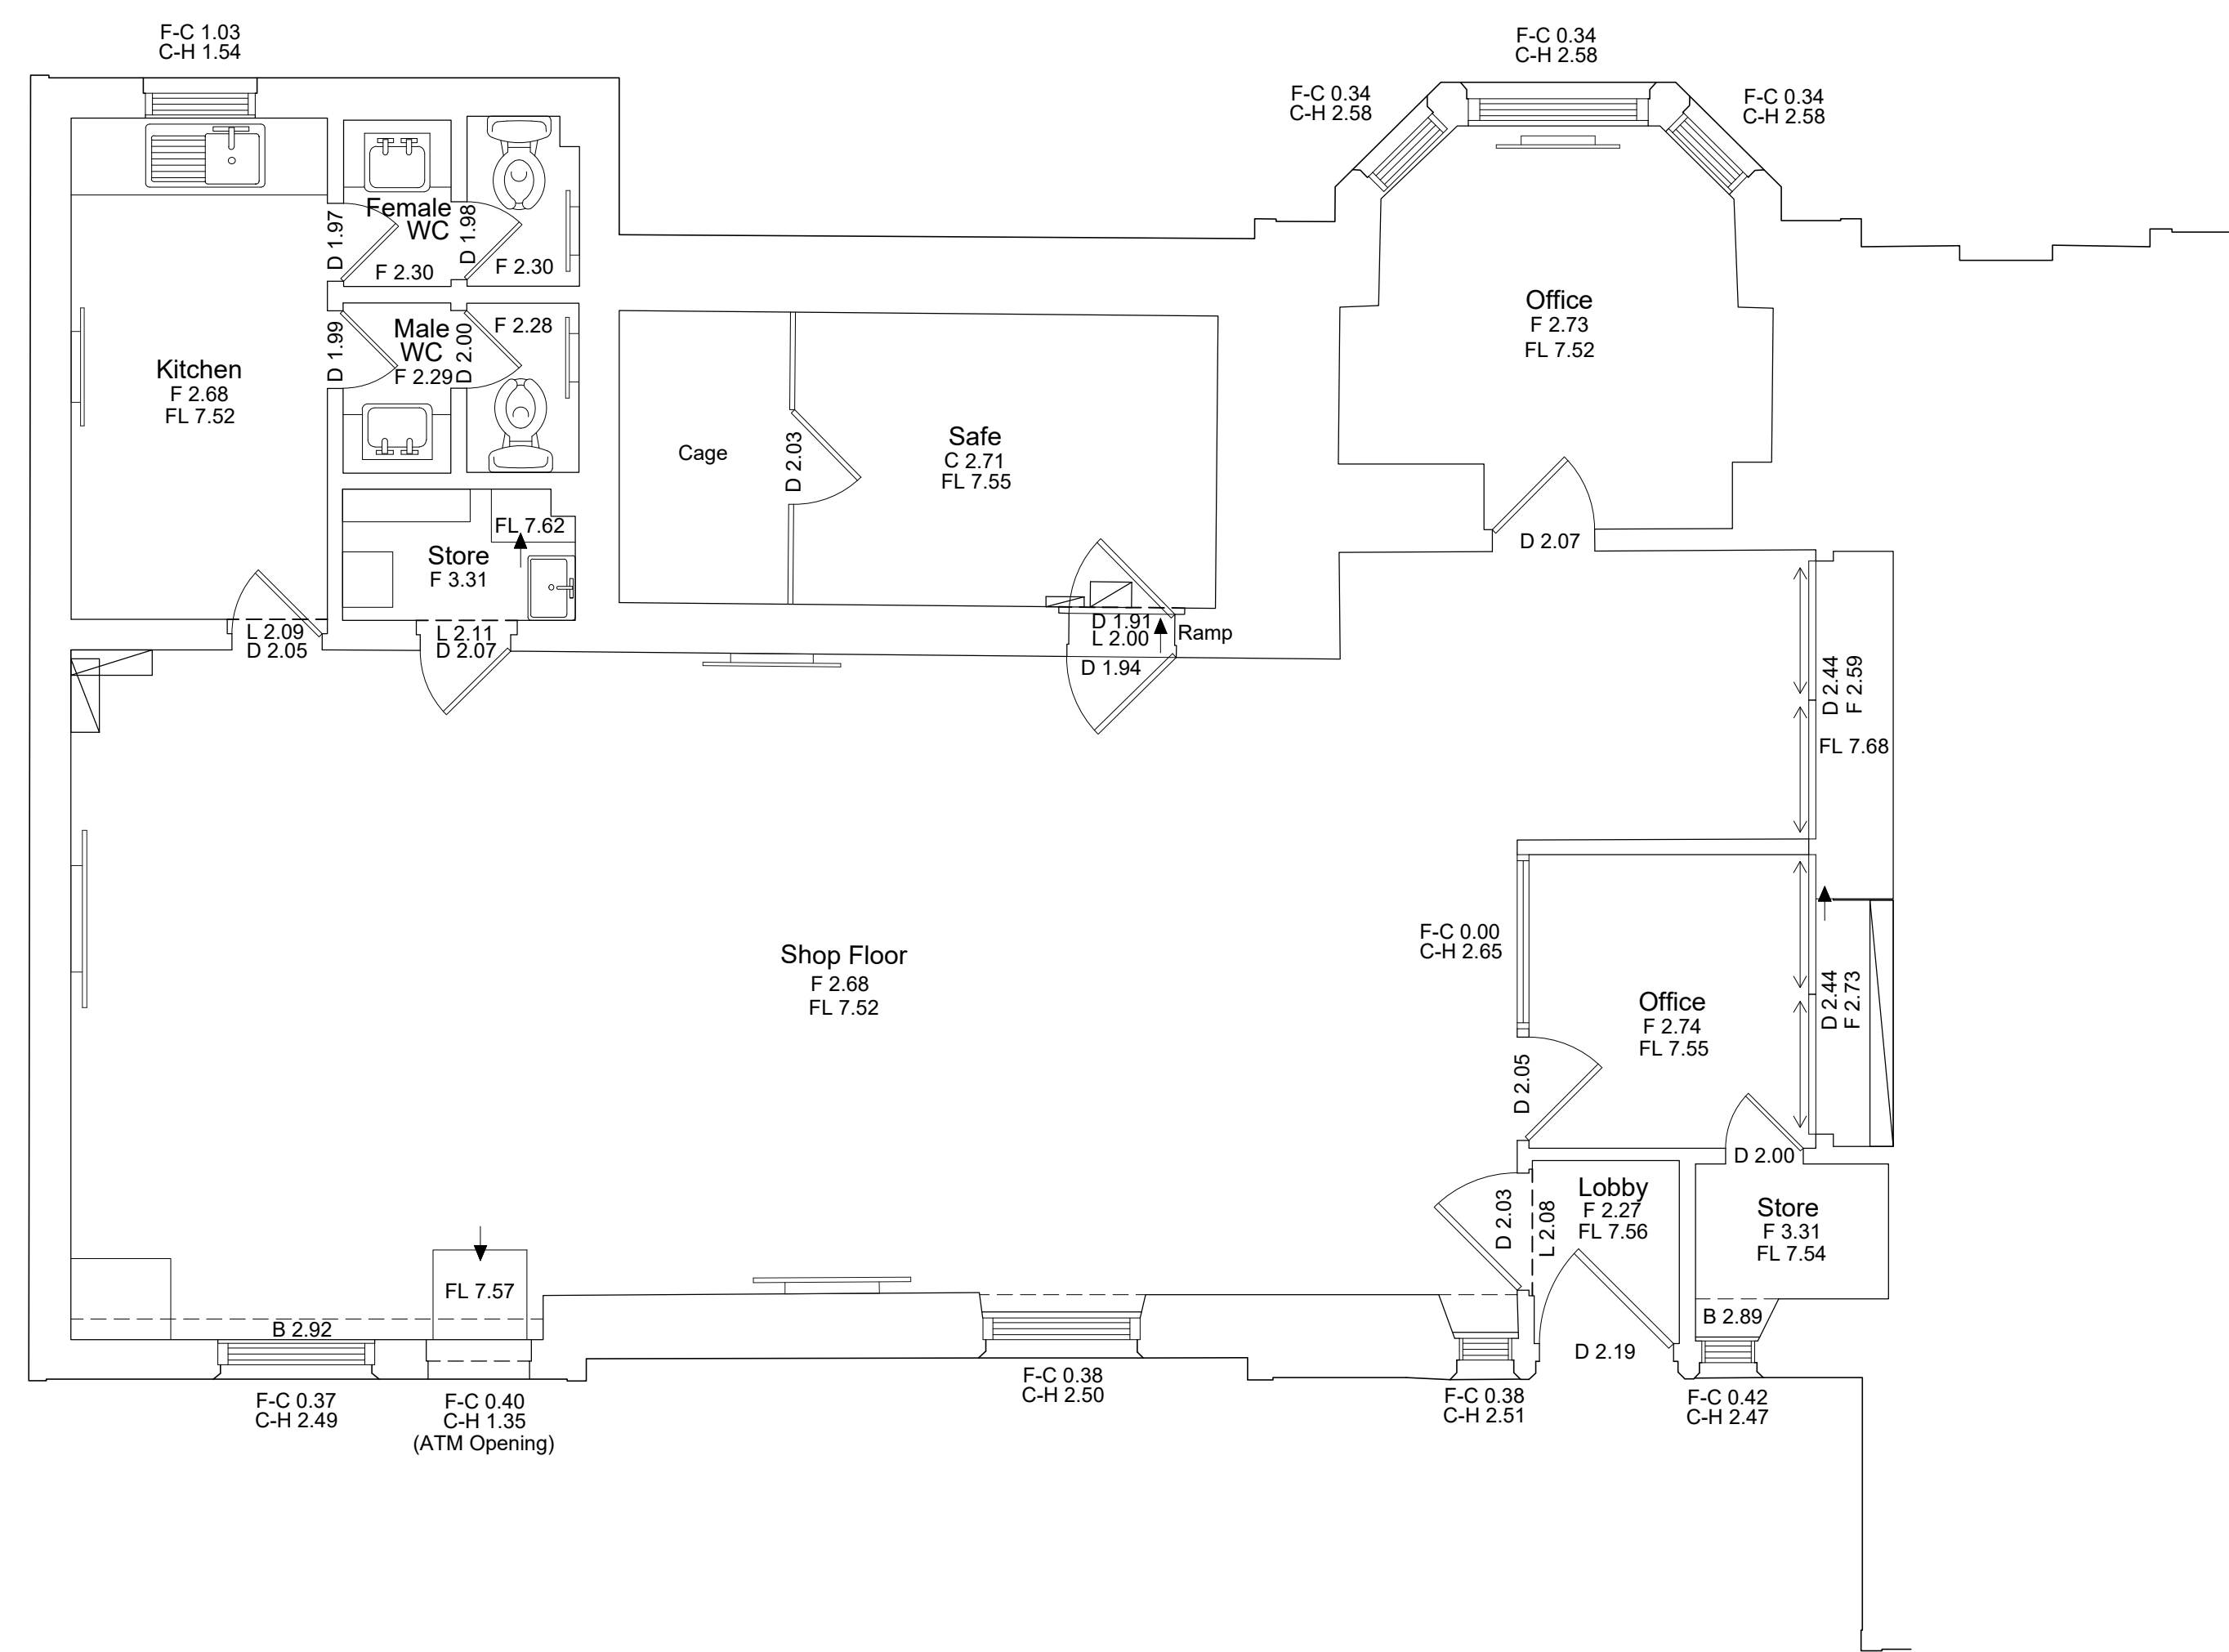 F-C 1.03
C-H 1.54
F-C 0.34
C-H 2.58
F-C 0.34
C-H 2.58
F-C 0.34
C-H 2.58
Female
WC
F 2.30
D 1.97
D 1.98
F 2.30
Male
WC
F 2.29
D 1.99
D 2.00
F 2.28
Kitchen
F 2.68
FL 7.52
Cage
D 2.03
Safe
C 2.71
FL 7.55
Office
F 2.73
FL 7.52
D 2.07
FL 7.62
Store
F 3.31
L 2.09
D 2.05
L 2.11
D 2.07
D 1.91
L 2.00
Ramp
D 1.94
D 2.44
F 2.59
FL 7.68
Shop Floor
F 2.68
FL 7.52
F-C 0.00
C-H 2.65
Office
F 2.74
FL 7.55
D 2.44
F 2.73
D 2.05
D 2.00
D 2.03
L 2.08
Lobby
F 2.27
FL 7.56
Store
F 3.31
FL 7.54
FL 7.57
B 2.92
B 2.89
D 2.19
F-C 0.37
C-H 2.49
F-C 0.40
C-H 1.35
(ATM Opening)
F-C 0.38
C-H 2.50
F-C 0.38
C-H 2.51
F-C 0.42
C-H 2.47